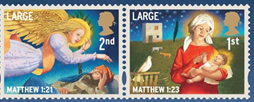 LARGE
2nd
MATTHEW 1:21
LARGE
1st
MATTHEW 1:23